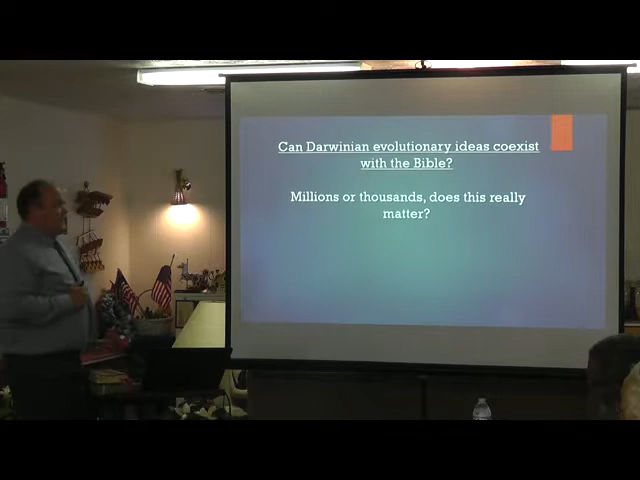 Can Darwinian evolutionary ideas coexist
with the Bible?
Millions or thousands, does this really
matter?